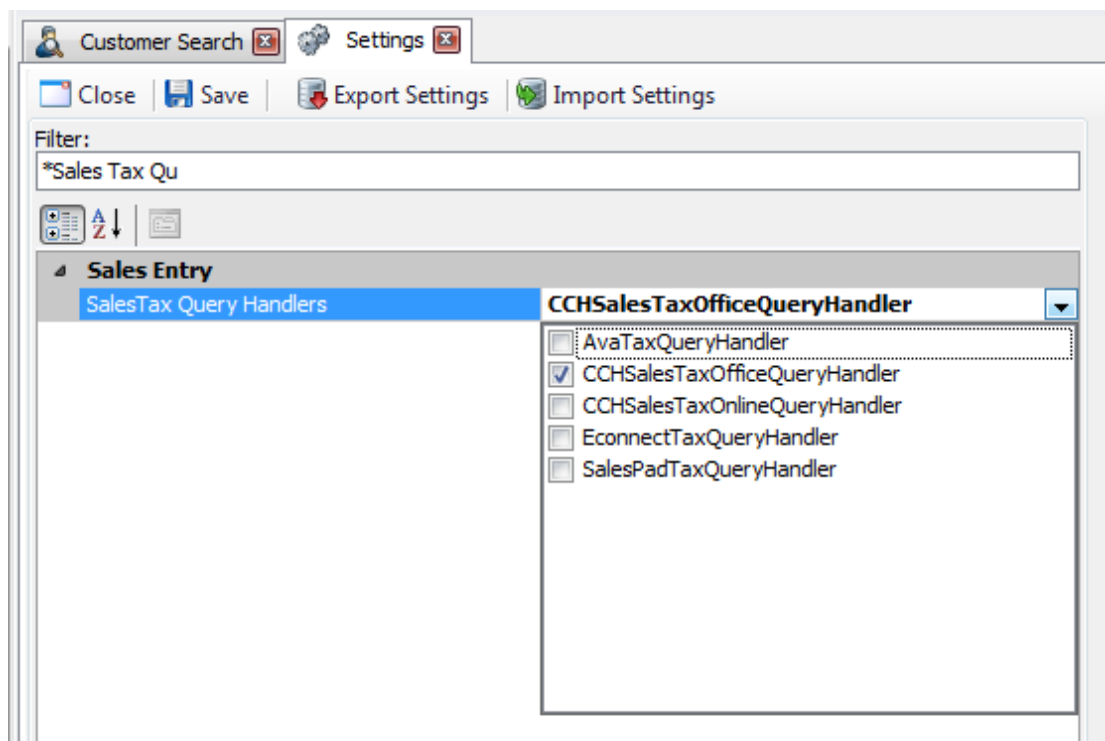 Customer Search Settings
Close Save Export Settings Import Settings
Filter:
*Sales Tax Qu
A Z
Sales Entry
SalesTax Query Handlers CCHSalesTaxOfficeQueryHandler
AvaTaxQueryHandler
CCHSalesTaxOfficeQueryHandler
CCHSalesTaxOnlineQueryHandler
EconnectTaxQueryHandler
SalesPadTaxQueryHandler